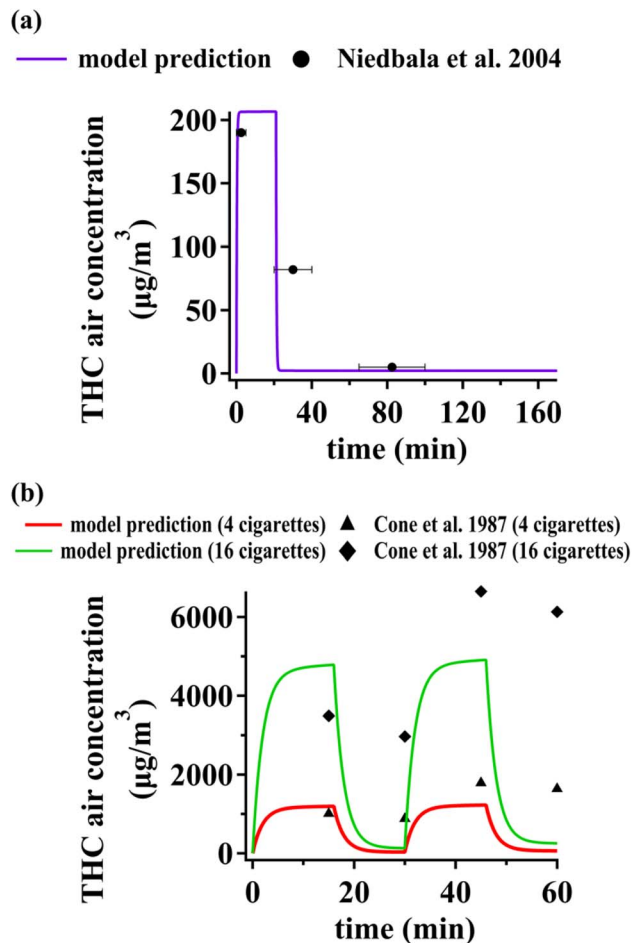 (a)
model prediction Niedbala et al. 2004
THC air concentration
(µg/m³)
200
150
100
50
0
0 40 80 120 160
time (min)
(b)
model prediction (4 cigarettes) Cone et al. 1987 (4 cigarettes)
model prediction (16 cigarettes) Cone et al. 1987 (16 cigarettes)
THC air concentration
(µg/m³)
6000
4000
2000
0
0 20 40 60
time (min)